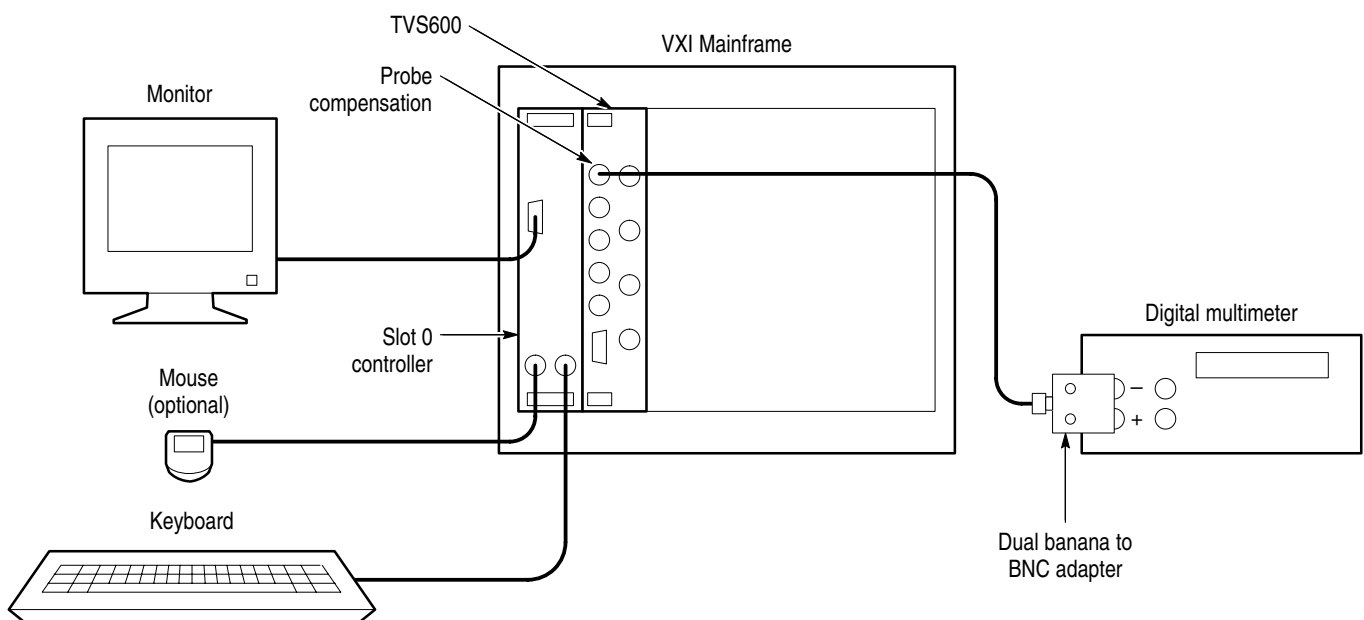 TVS600
VXI Mainframe
Probe
compensation
Monitor
Slot 0
controller
Mouse
(optional)
Keyboard
Digital multimeter
–
+
Dual banana to
BNC adapter